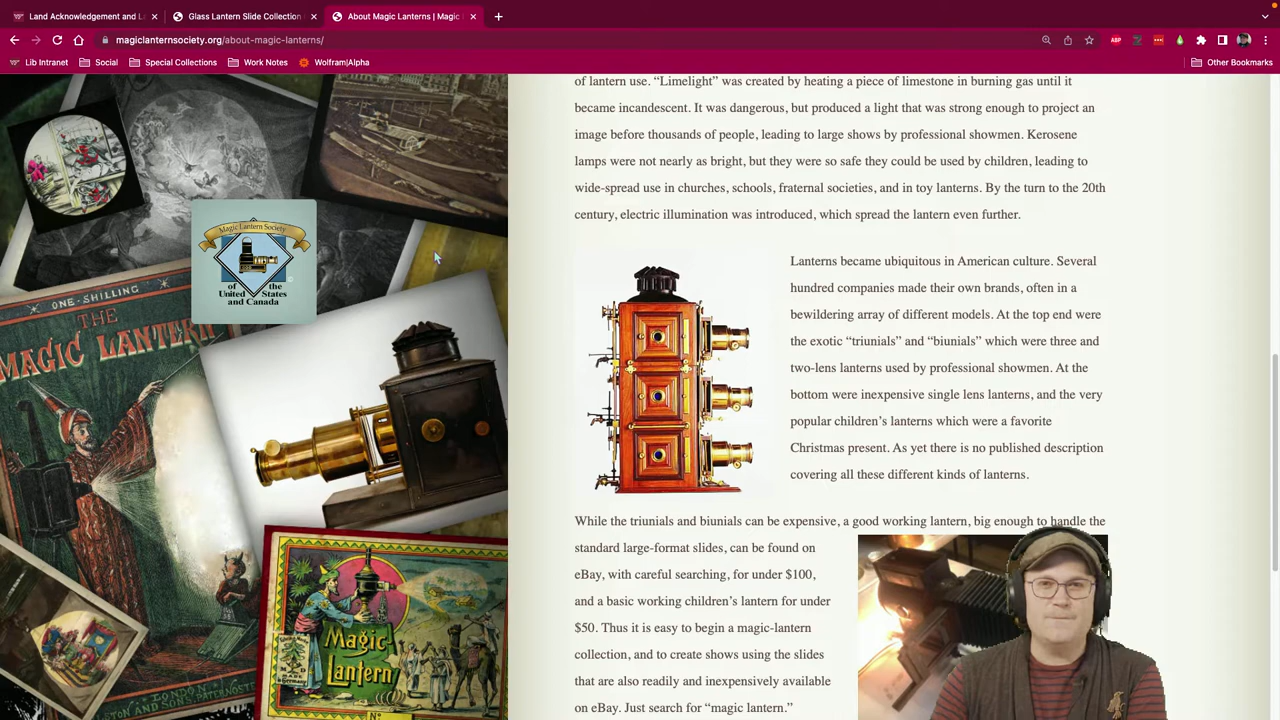 Land Acknowledgement and L
Glass Lantern Slide Collection
About Magic Lanterns | Magic
magiclanternsociety.org/about-magic-lanterns/
ABP
Lib Intranet
Social
Special Collections
Work Notes
Wolfram|Alpha
Other Bookmarks
Magic Lantern Society
of the
United States
and Canada
ONE-SHILLING
THE
MAGIC LANTERN
LONDON
Magic
Lantern
No
of lantern use. “Limelight” was created by heating a piece of limestone in burning gas until it
became incandescent. It was dangerous, but produced a light that was strong enough to project an
image before thousands of people, leading to large shows by professional showmen. Kerosene
lamps were not nearly as bright, but they were so safe they could be used by children, leading to
wide-spread use in churches, schools, fraternal societies, and in toy lanterns. By the turn to the 20th
century, electric illumination was introduced, which spread the lantern even further.
Lanterns became ubiquitous in American culture. Several
hundred companies made their own brands, often in a
bewildering array of different models. At the top end were
the exotic “triunials” and “biunials” which were three and
two-lens lanterns used by professional showmen. At the
bottom were inexpensive single lens lanterns, and the very
popular children’s lanterns which were a favorite
Christmas present. As yet there is no published description
covering all these different kinds of lanterns.
While the triunials and biunials can be expensive, a good working lantern, big enough to handle the
standard large-format slides, can be found on
eBay, with careful searching, for under $100,
and a basic working children’s lantern for under
$50. Thus it is easy to begin a magic-lantern
collection, and to create shows using the slides
that are also readily and inexpensively available
on eBay. Just search for “magic lantern.”